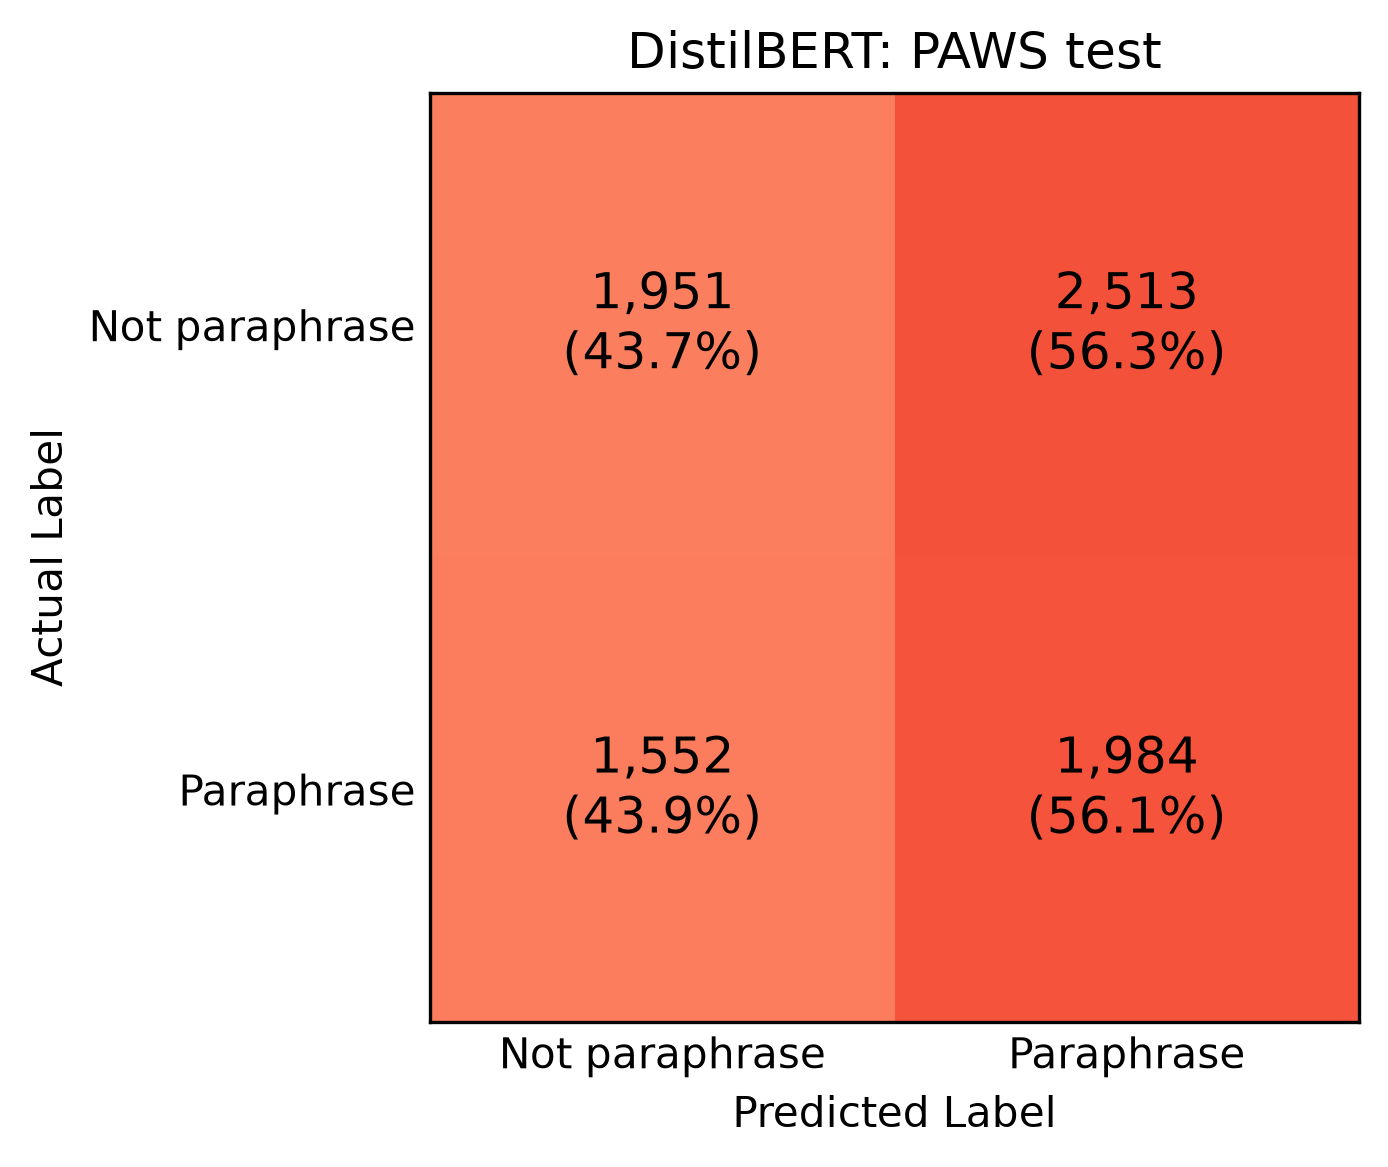 DistilBERT: PAWS test
Actual Label
Not paraphrase
1,951
(43.7%)
2,513
(56.3%)
Paraphrase
1,552
(43.9%)
1,984
(56.1%)
Not paraphrase
Paraphrase
Predicted Label